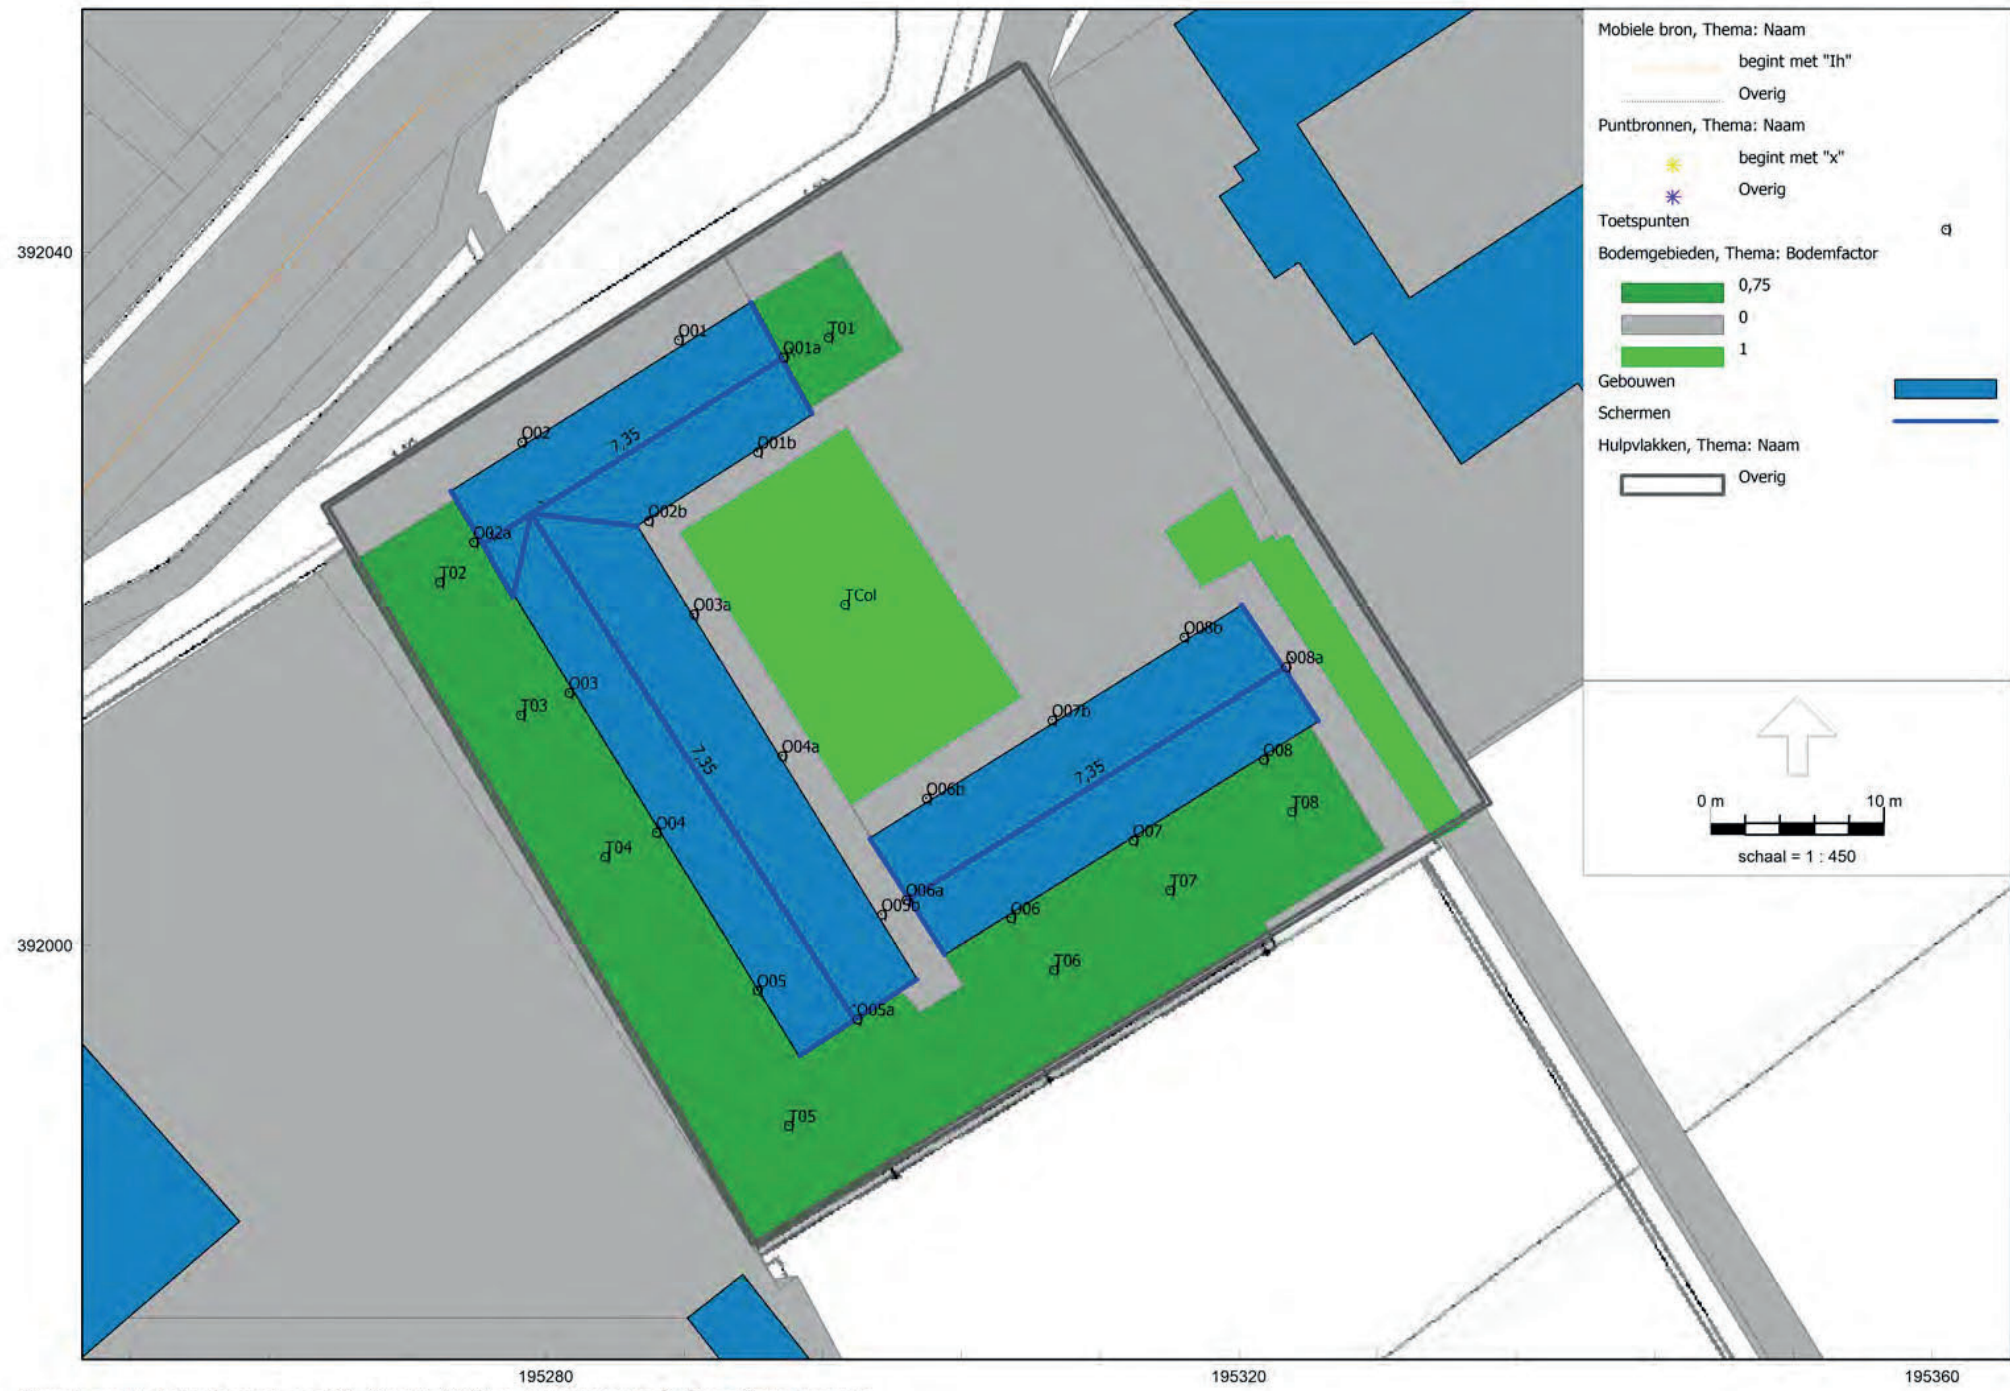 Mobiele bron, Thema: Naam
begint met "Ih"
Overig
Puntbronnen, Thema: Naam
begint met "x"
Overig
Toetspunten
Bodemgebieden, Thema: Bodemfactor
0,75
0
1
Gebouwen
Schermen
Hulpvlakken, Thema: Naam
Overig
0 m 10 m
schaal = 1 : 450
392040
392000
195280 195320 195360
O01
T01
O01a
O02
7,35
O01b
O02b
O02a
T02
TCol
O03a
O08b
O08a
O03
T03
O07b
O04a
7,35
O08
7,35
O06b
T08
O04
O07
T04
T07
O06a
O05b
O06
T06
O05
O05a
T05